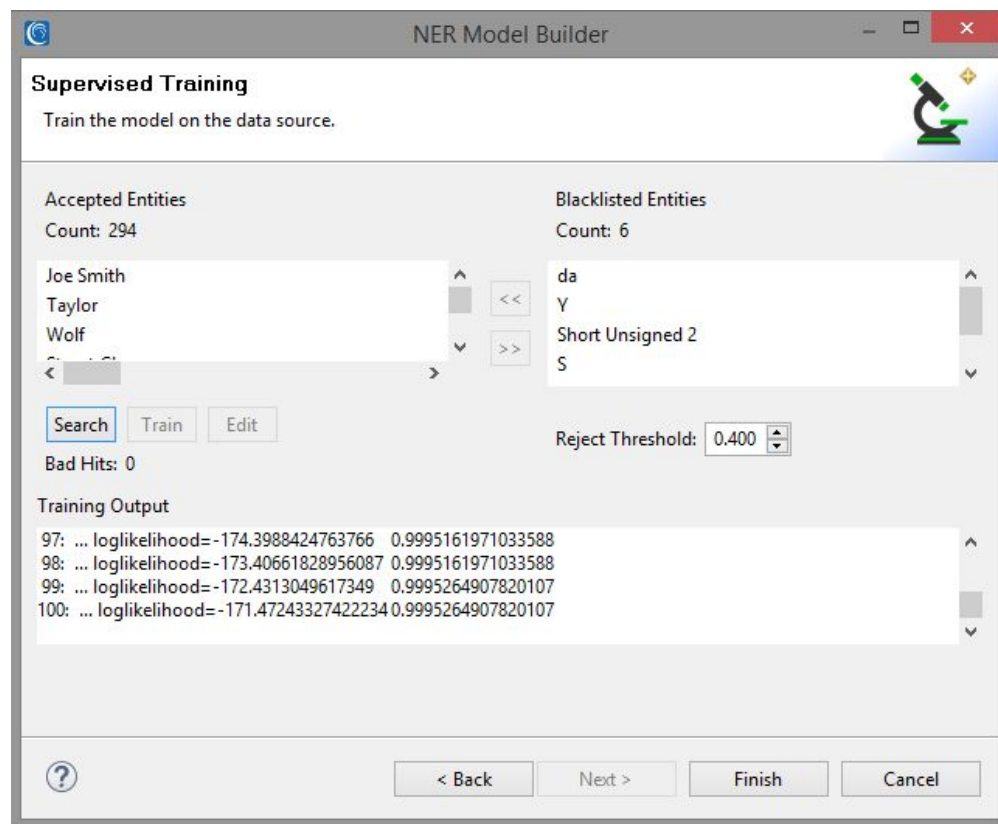 NER Model Builder
Supervised Training
Train the model on the data source.
Accepted Entities
Count: 294
Joe Smith
Taylor
Wolf
<<
>>
Blacklisted Entities
Count: 6
da
Y
Short Unsigned 2
S
Search Train Edit
Reject Threshold: 0.400
Bad Hits: 0
Training Output
97: ... loglikelihood=-174.3988424763766 0.9995161971033588
98: ... loglikelihood=-173.40661828956087 0.9995161971033588
99: ... loglikelihood=-172.4313049617349 0.9995264907820107
100: ... loglikelihood=-171.47243327422234 0.9995264907820107
?
< Back Next > Finish Cancel